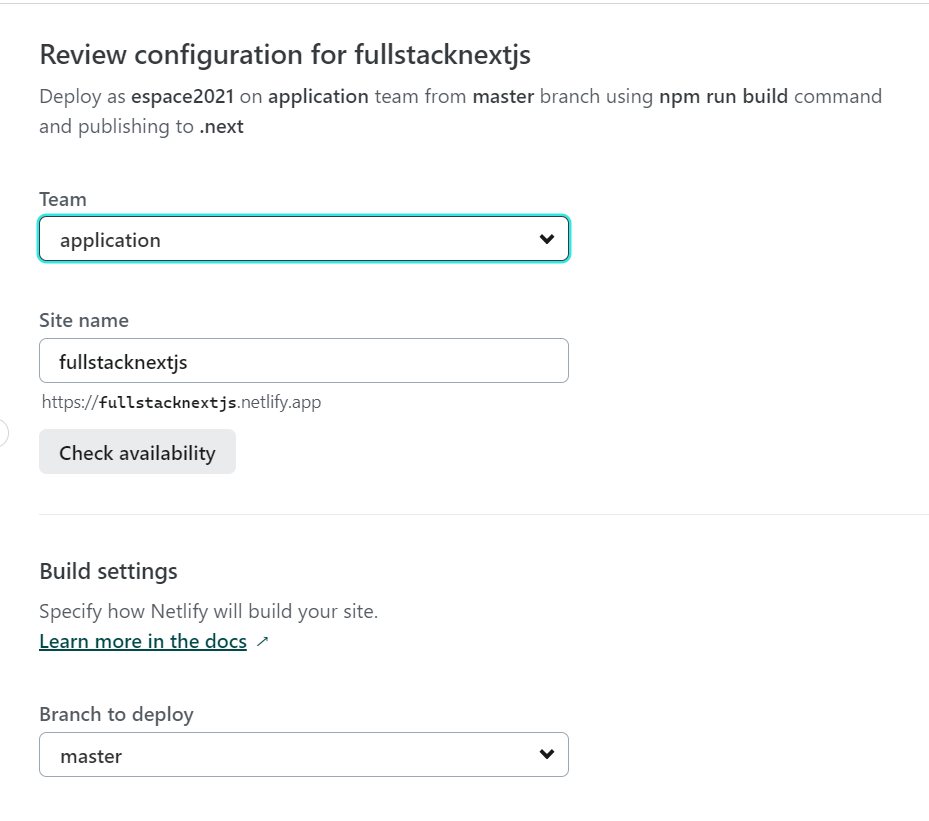 Review configuration for fullstacknextjs
Deploy as espace2021 on application team from master branch using npm run build command
and publishing to .next
Team
application
Site name
fullstacknextjs
https://fullstacknextjs.netlify.app
Check availability
Build settings
Specify how Netlify will build your site.
Learn more in the docs ↗
Branch to deploy
master